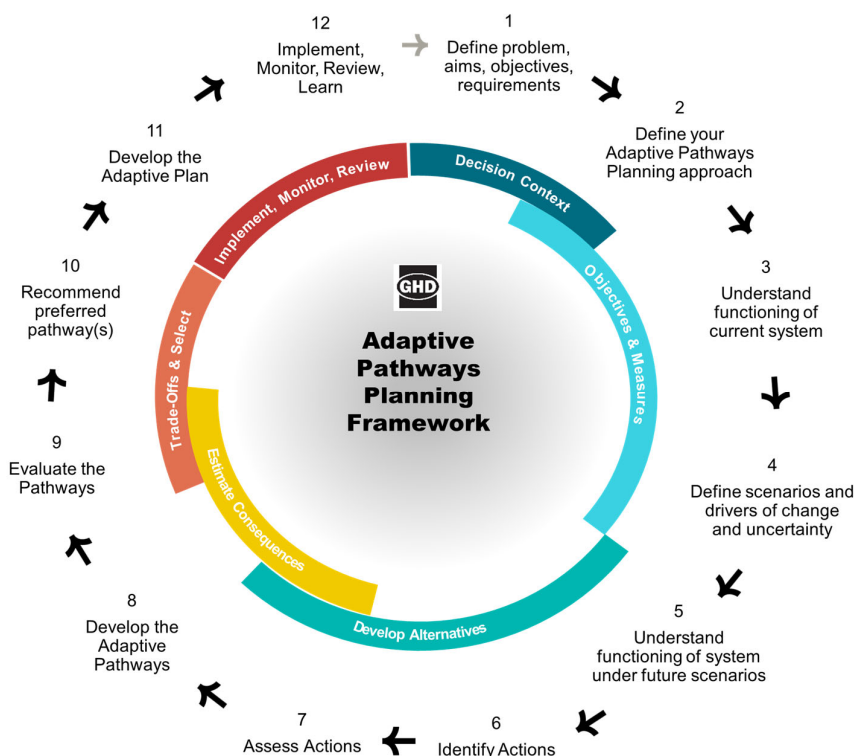 12
Implement,
Monitor, Review,
Learn
1
Define problem,
aims, objectives,
requirements
2
Define your
Adaptive Pathways
Planning approach
3
Understand
functioning of
current system
4
Define scenarios and
drivers of change
and uncertainty
5
Understand
functioning of system
under future scenarios
6
Identify Actions
7
Assess Actions
8
Develop the
Adaptive
Pathways
9
Evaluate the
Pathways
10
Recommend
preferred
pathway(s)
11
Develop the
Adaptive Plan
Decision Context
Objectives & Measures
Develop Alternatives
Estimate Consequences
Trade-Offs & Select
Implement, Monitor, Review
GHD
Adaptive
Pathways
Planning
Framework